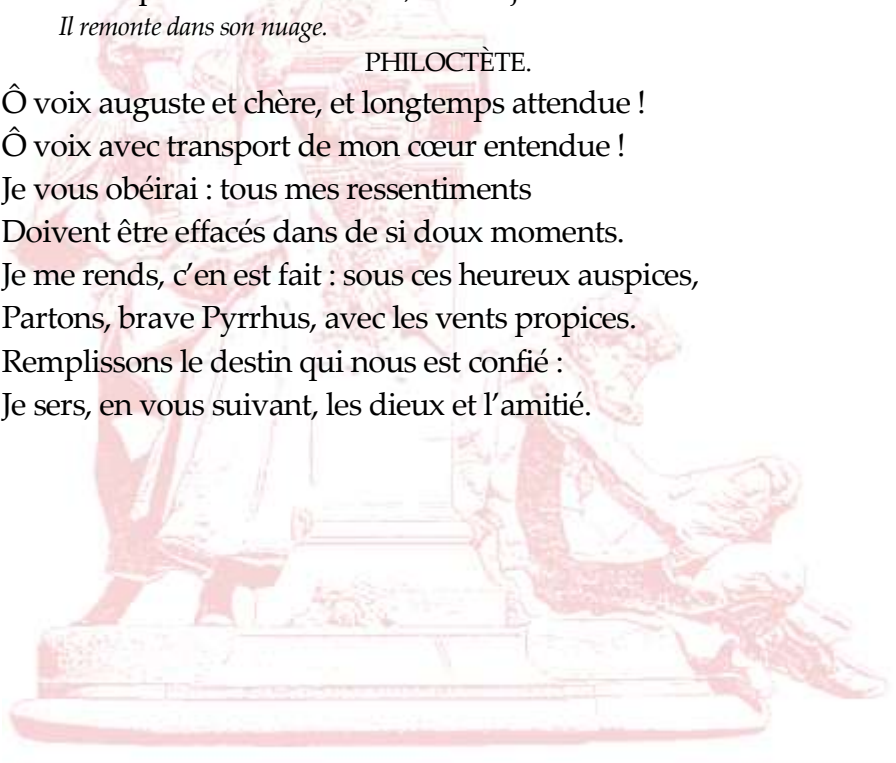 Il remonte dans son nuage.
PHILOCTÈTE.
Ô voix auguste et chère, et longtemps attendue !
Ô voix avec transport de mon cœur entendue !
Je vous obéirai : tous mes ressentiments
Doivent être effacés dans de si doux moments.
Je me rends, c’en est fait : sous ces heureux auspices,
Partons, brave Pyrrhus, avec les vents propices.
Remplissons le destin qui nous est confié :
Je sers, en vous suivant, les dieux et l’amitié.